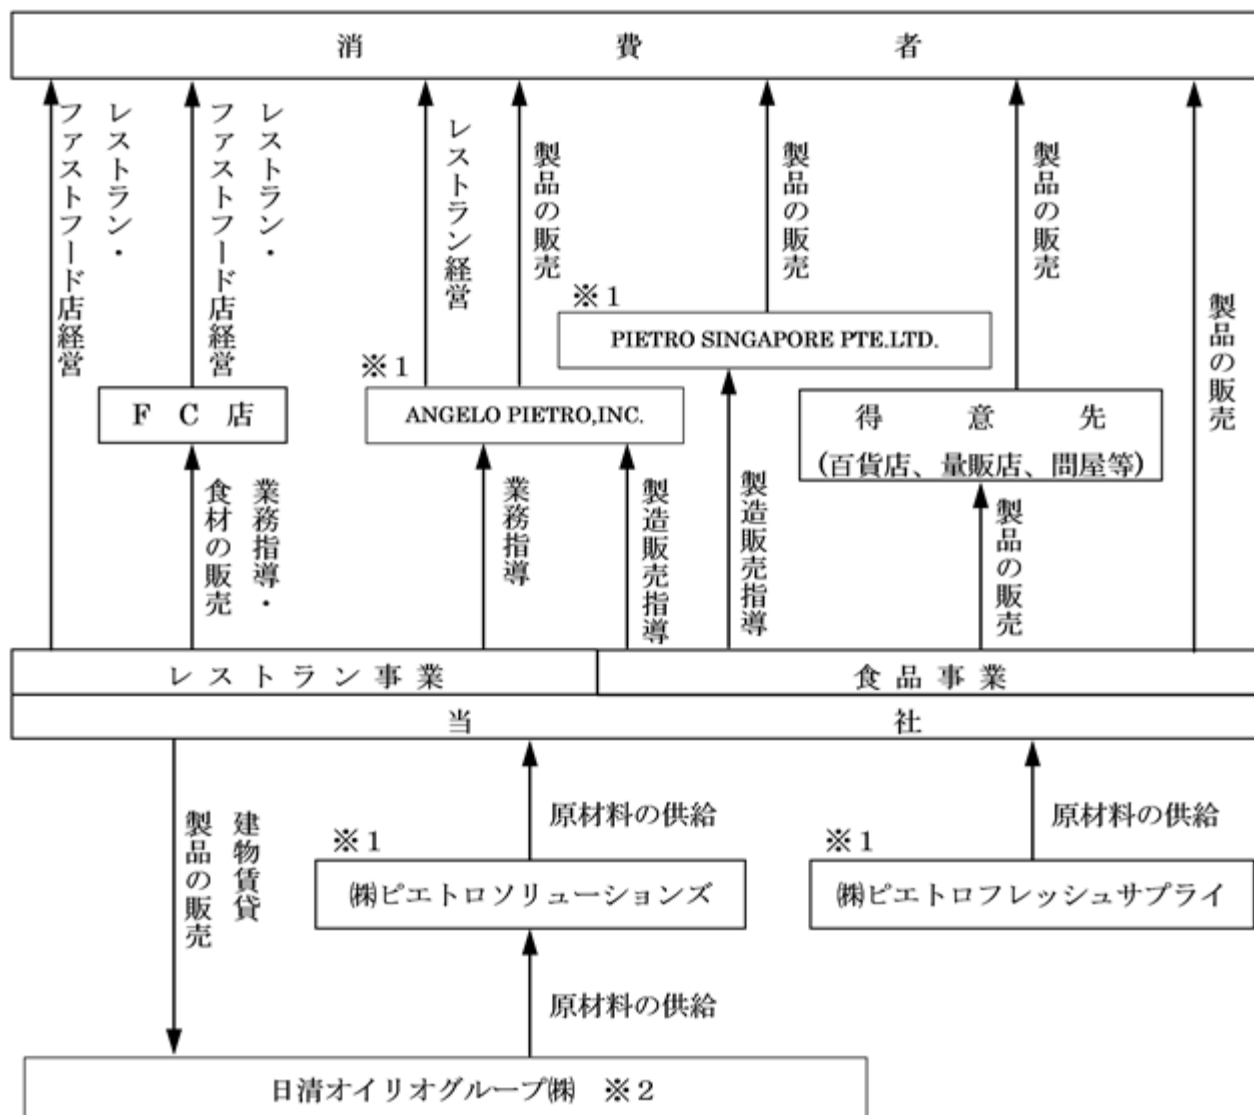 消費者
レストラン・
ファストフード店経営
レストラン・
ファストフード店経営
レストラン経営
製品の販売
製品の販売
製品の販売
製品の販売
※1
PIETRO SINGAPORE PTE.LTD.
※1
FC店
ANGELO PIETRO,INC.
得意先
(百貨店、量販店、問屋等)
業務指導・
食材の販売
業務指導
製造販売指導
製造販売指導
製品の販売
レストラン事業
食品事業
当社
建物賃貸
製品の販売
原材料の供給
原材料の供給
※1
※1
㈱ピエトロソリューションズ
㈱ピエトロフレッシュサプライ
原材料の供給
日清オイリオグループ㈱ ※2